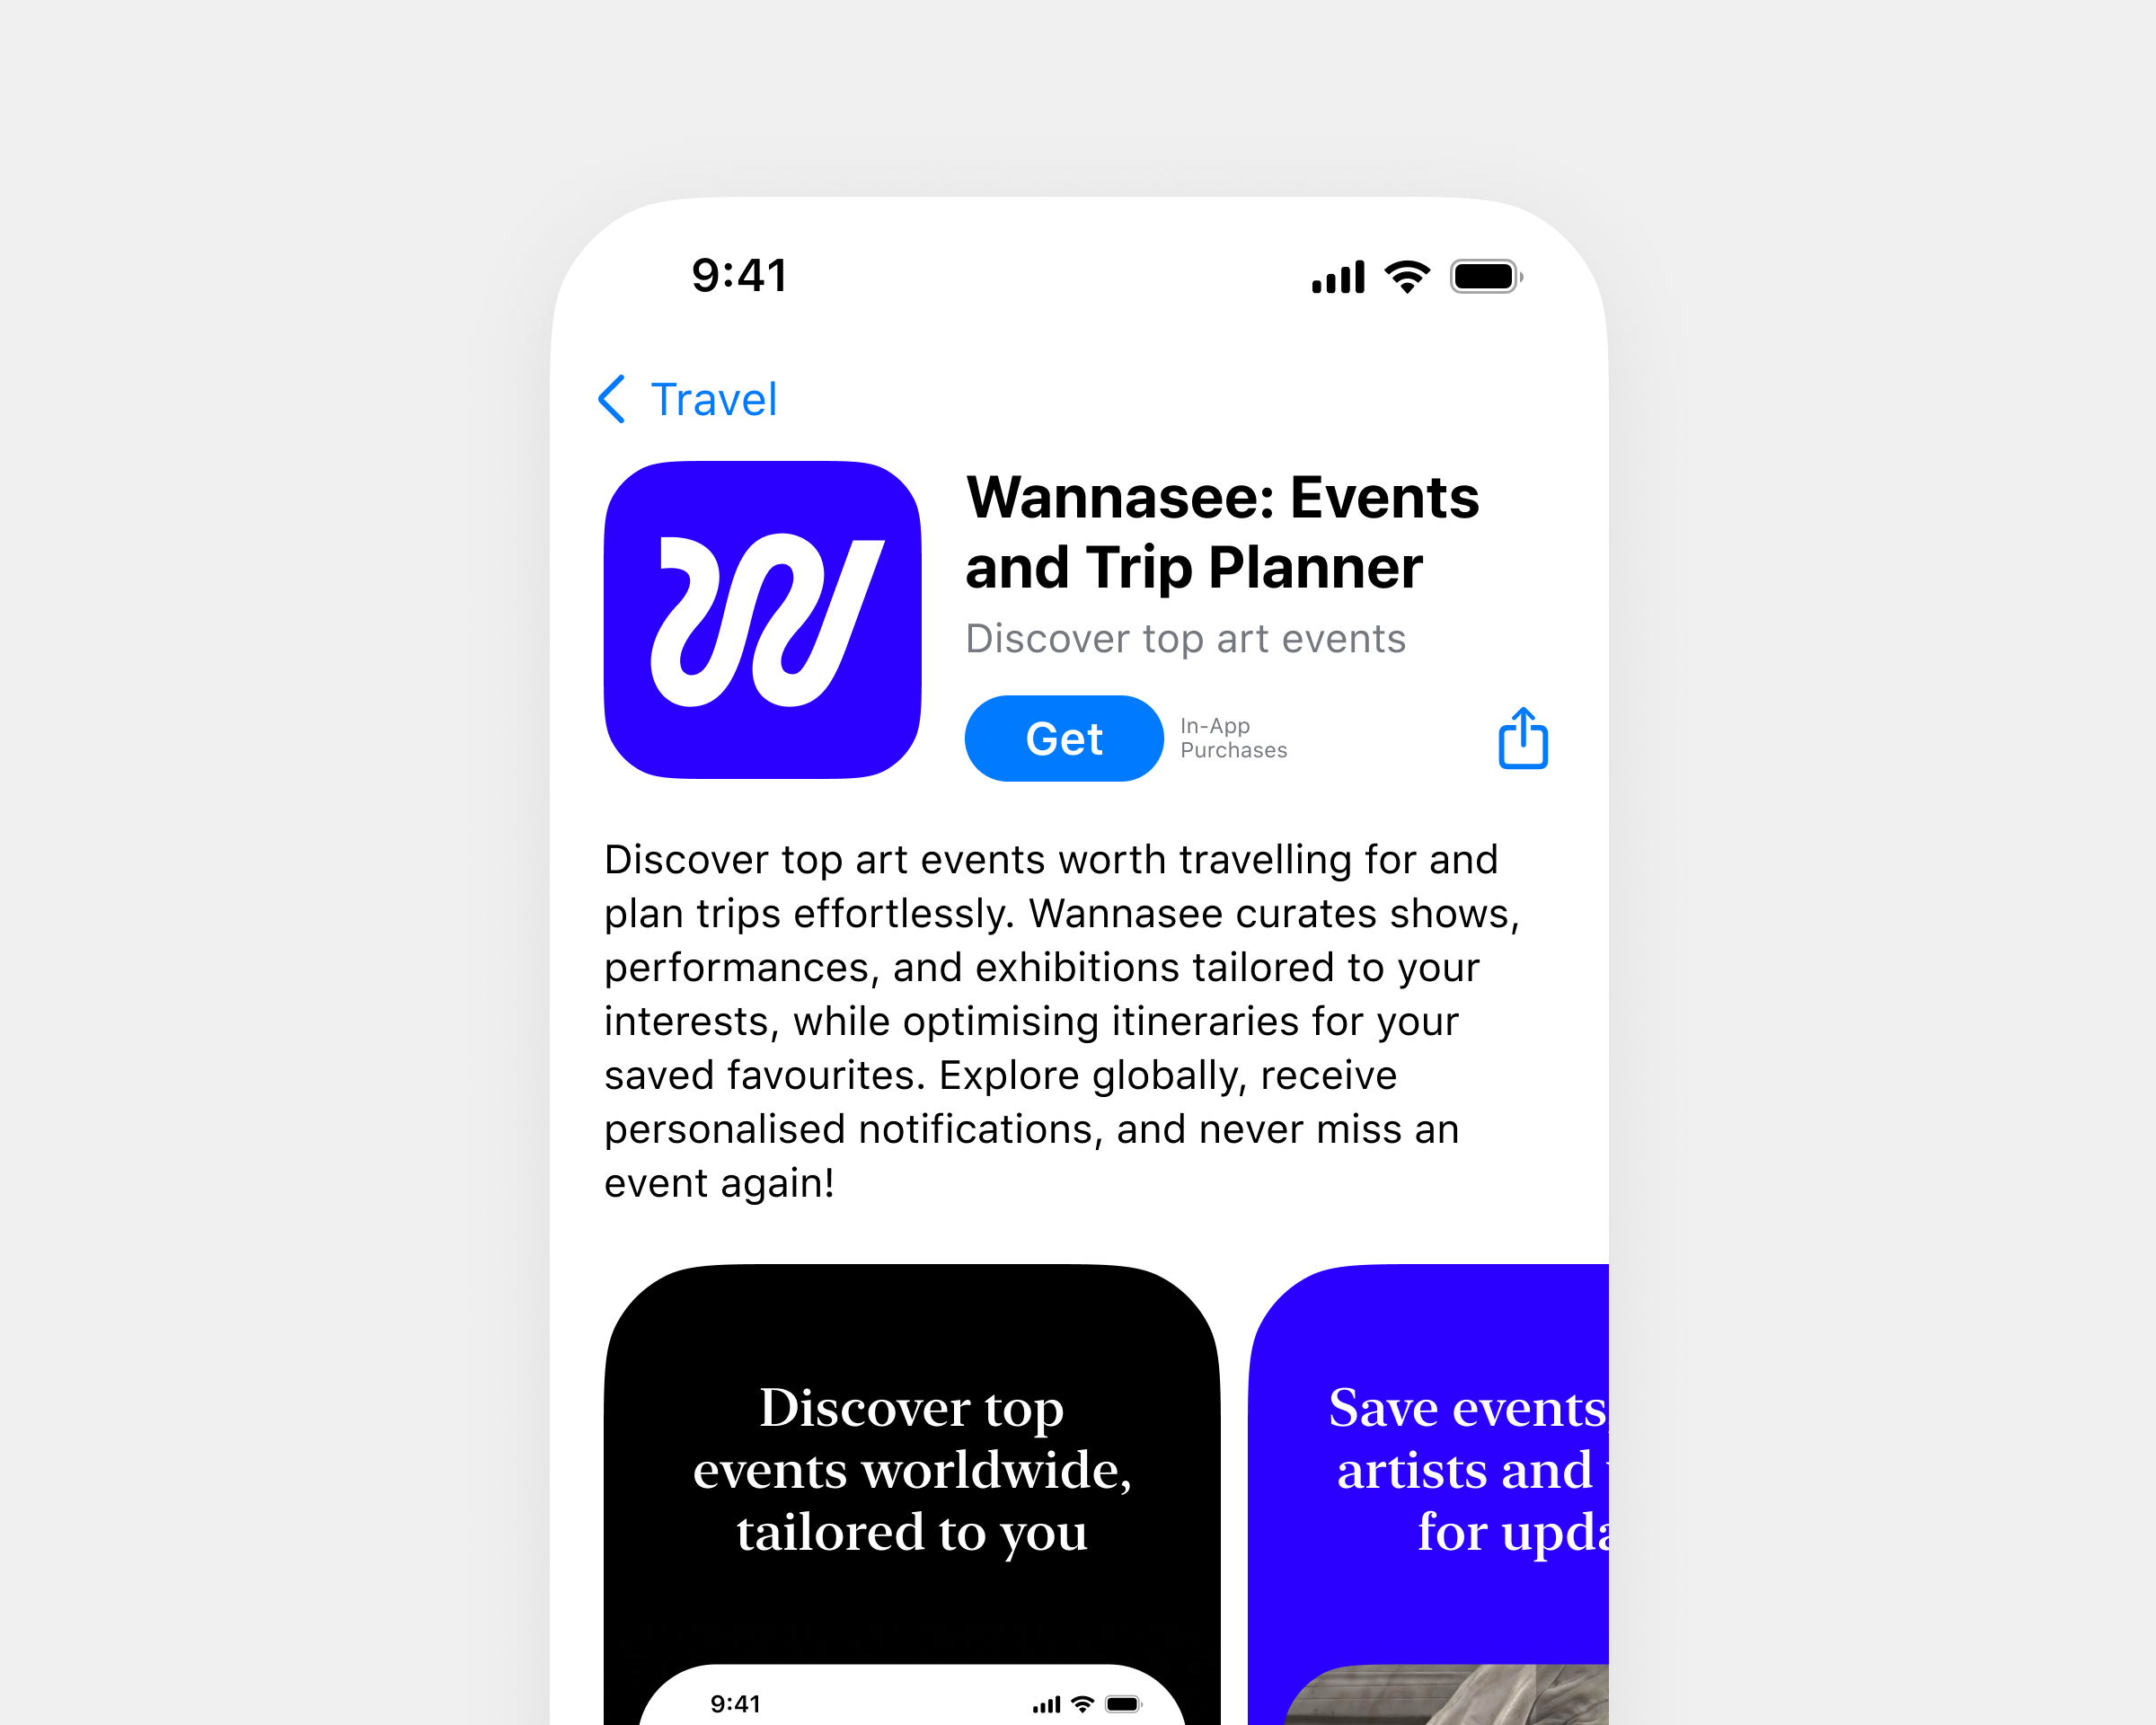 9:41
Travel
Wannasee: Events
and Trip Planner
Discover top art events
Get
In-App
Purchases
Discover top art events worth travelling for and
plan trips effortlessly. Wannasee curates shows,
performances, and exhibitions tailored to your
interests, while optimising itineraries for your
saved favourites. Explore globally, receive
personalised notifications, and never miss an
event again!
Discover top
events worldwide,
tailored to you
Save events,
artists and
for
9:41